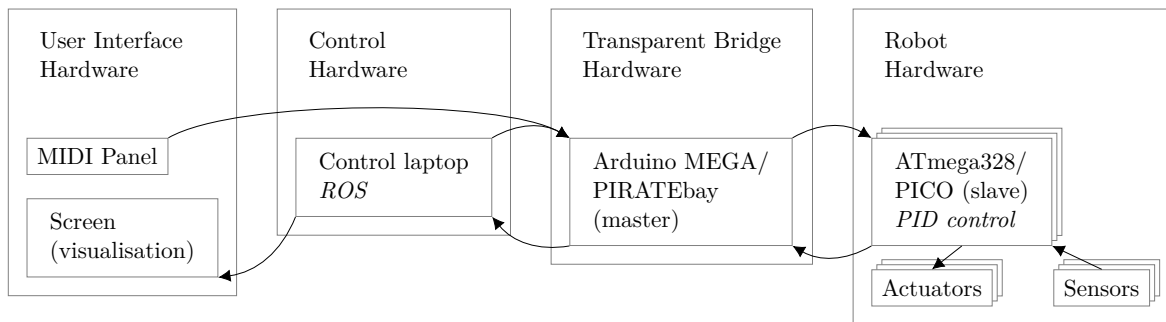 User Interface
Hardware
MIDI Panel
Screen
(visualisation)
Control
Hardware
Control laptop
ROS
Transparent Bridge
Hardware
Arduino MEGA/
PIRATEbay
(master)
Robot
Hardware
ATmega328/
PICO (slave)
PID control
Actuators
Sensors